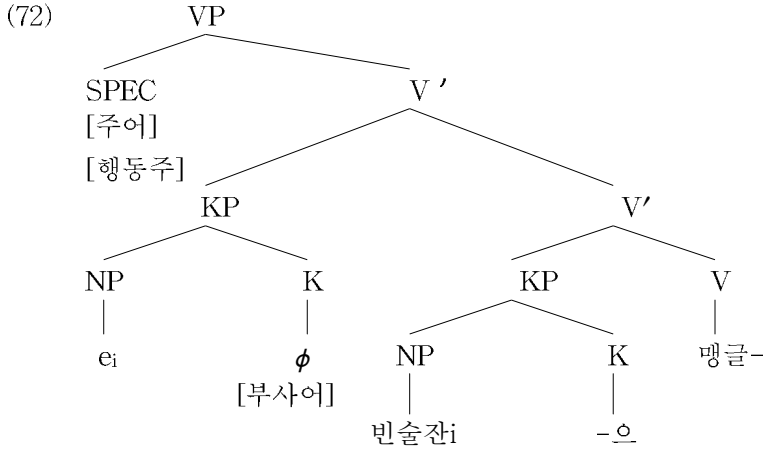 (72) VP
SPEC V′
[주어]
[행동주]
KP V′
NP K KP V
eᵢ ϕ NP K 맹글-
[부사어]
빈술잔i -으